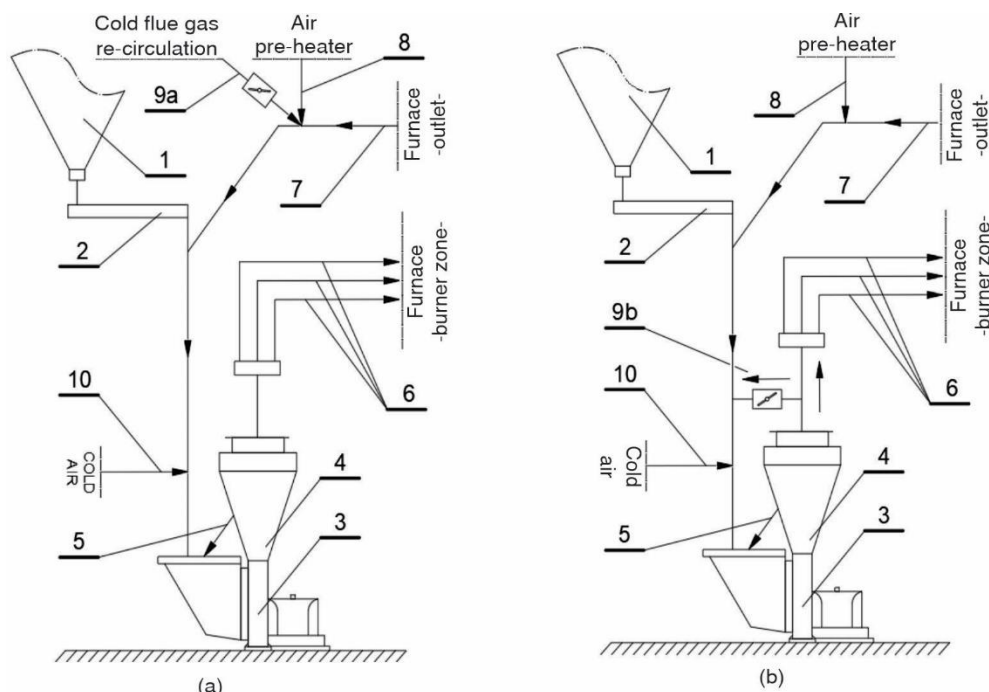 Cold flue gas
re-circulation
Air
pre-heater
8
9a
Furnace
-outlet-
1
7
2
Furnace
-burner zone-
10
6
COLD
AIR
4
5
3
(a)
Air
pre-heater
8
Furnace
-outlet-
1
7
2
Furnace
-burner zone-
9b
10
6
Cold
air
4
5
3
(b)